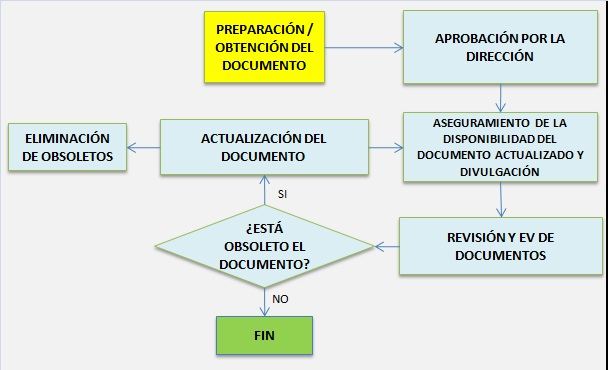 PREPARACIÓN /
OBTENCIÓN DEL
DOCUMENTO
APROBACIÓN POR LA
DIRECCIÓN
ELIMINACIÓN
DE OBSOLETOS
ACTUALIZACIÓN DEL
DOCUMENTO
ASEGURAMIENTO DE LA
DISPONIBILIDAD DEL
DOCUMENTO ACTUALIZADO Y
DIVULGACIÓN
SI
¿ESTÁ
OBSOLETO EL
DOCUMENTO?
REVISIÓN Y EV DE
DOCUMENTOS
NO
FIN